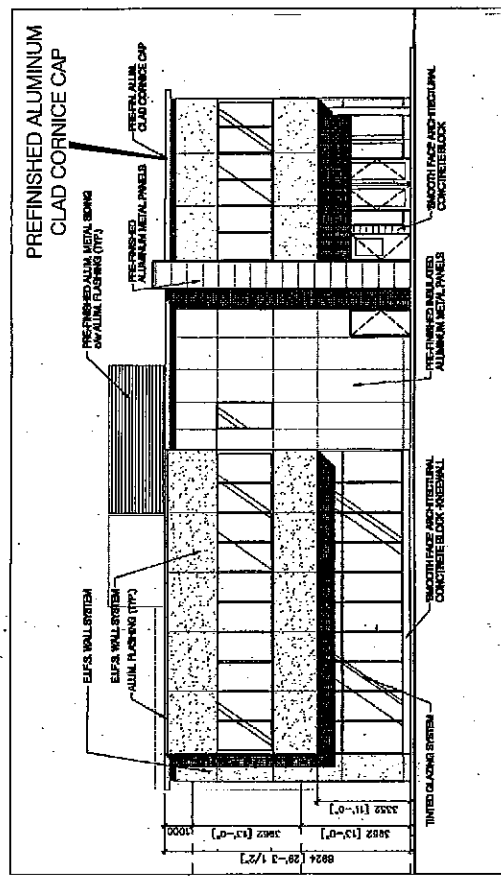 PREFINISHED ALUMINUM
CLAD CORNICE CAP
PRE-FIN. ALUM.
CLAD CORNICE CAP
PRE-FINISHED ALUM. METAL SIDING
c/w ALUM. FLASHING (TYP.)
PRE-FINISHED
ALUMINUM METAL PANELS
E.I.F.S. WALL SYSTEM
E.I.F.S. WALL SYSTEM
ALUM. FLASHING (TYP.)
'SMOOTH FACE' ARCHITECTURAL
CONCRETE BLOCK
PRE-FINISHED INSULATED
ALUMINUM METAL PANELS
'SMOOTH FACE' ARCHITECTURAL
CONCTRETE BLOCK -KNEEWALL
TINTED GLAZING SYSTEM
3352 [11'-0"]
3962 [13'-0"]
3962 [13'-0"]
(1000)
8924 [29'-3 1/2"]